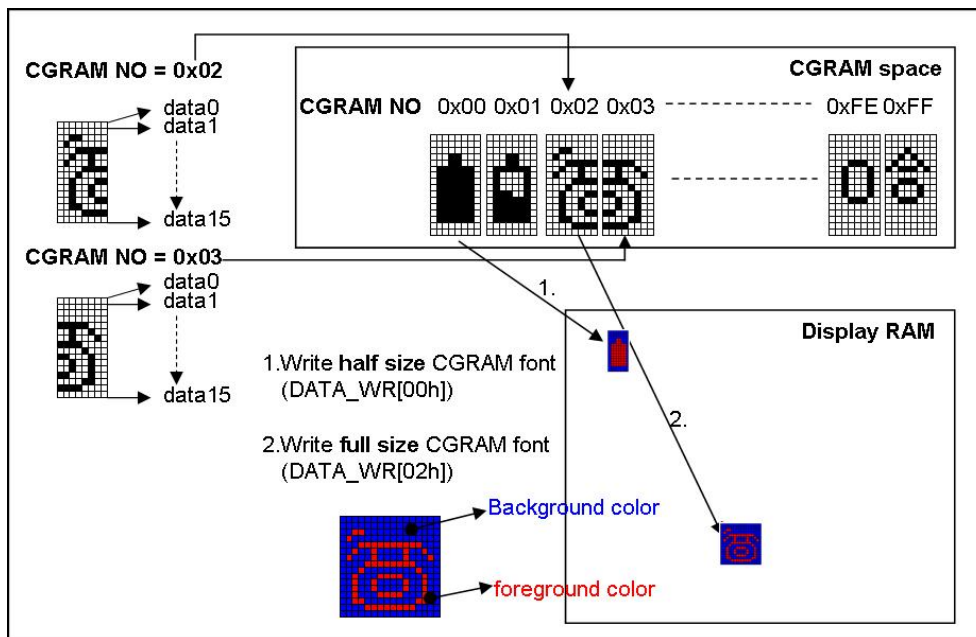 CGRAM NO = 0x02
data0
data1
data15
CGRAM NO = 0x03
data0
data1
data15
CGRAM space
CGRAM NO 0x00 0x01 0x02 0x03 0xFE 0xFF
1.
Display RAM
1.Write half size CGRAM font
(DATA_WR[00h])
2.
2.Write full size CGRAM font
(DATA_WR[02h])
Background color
foreground color